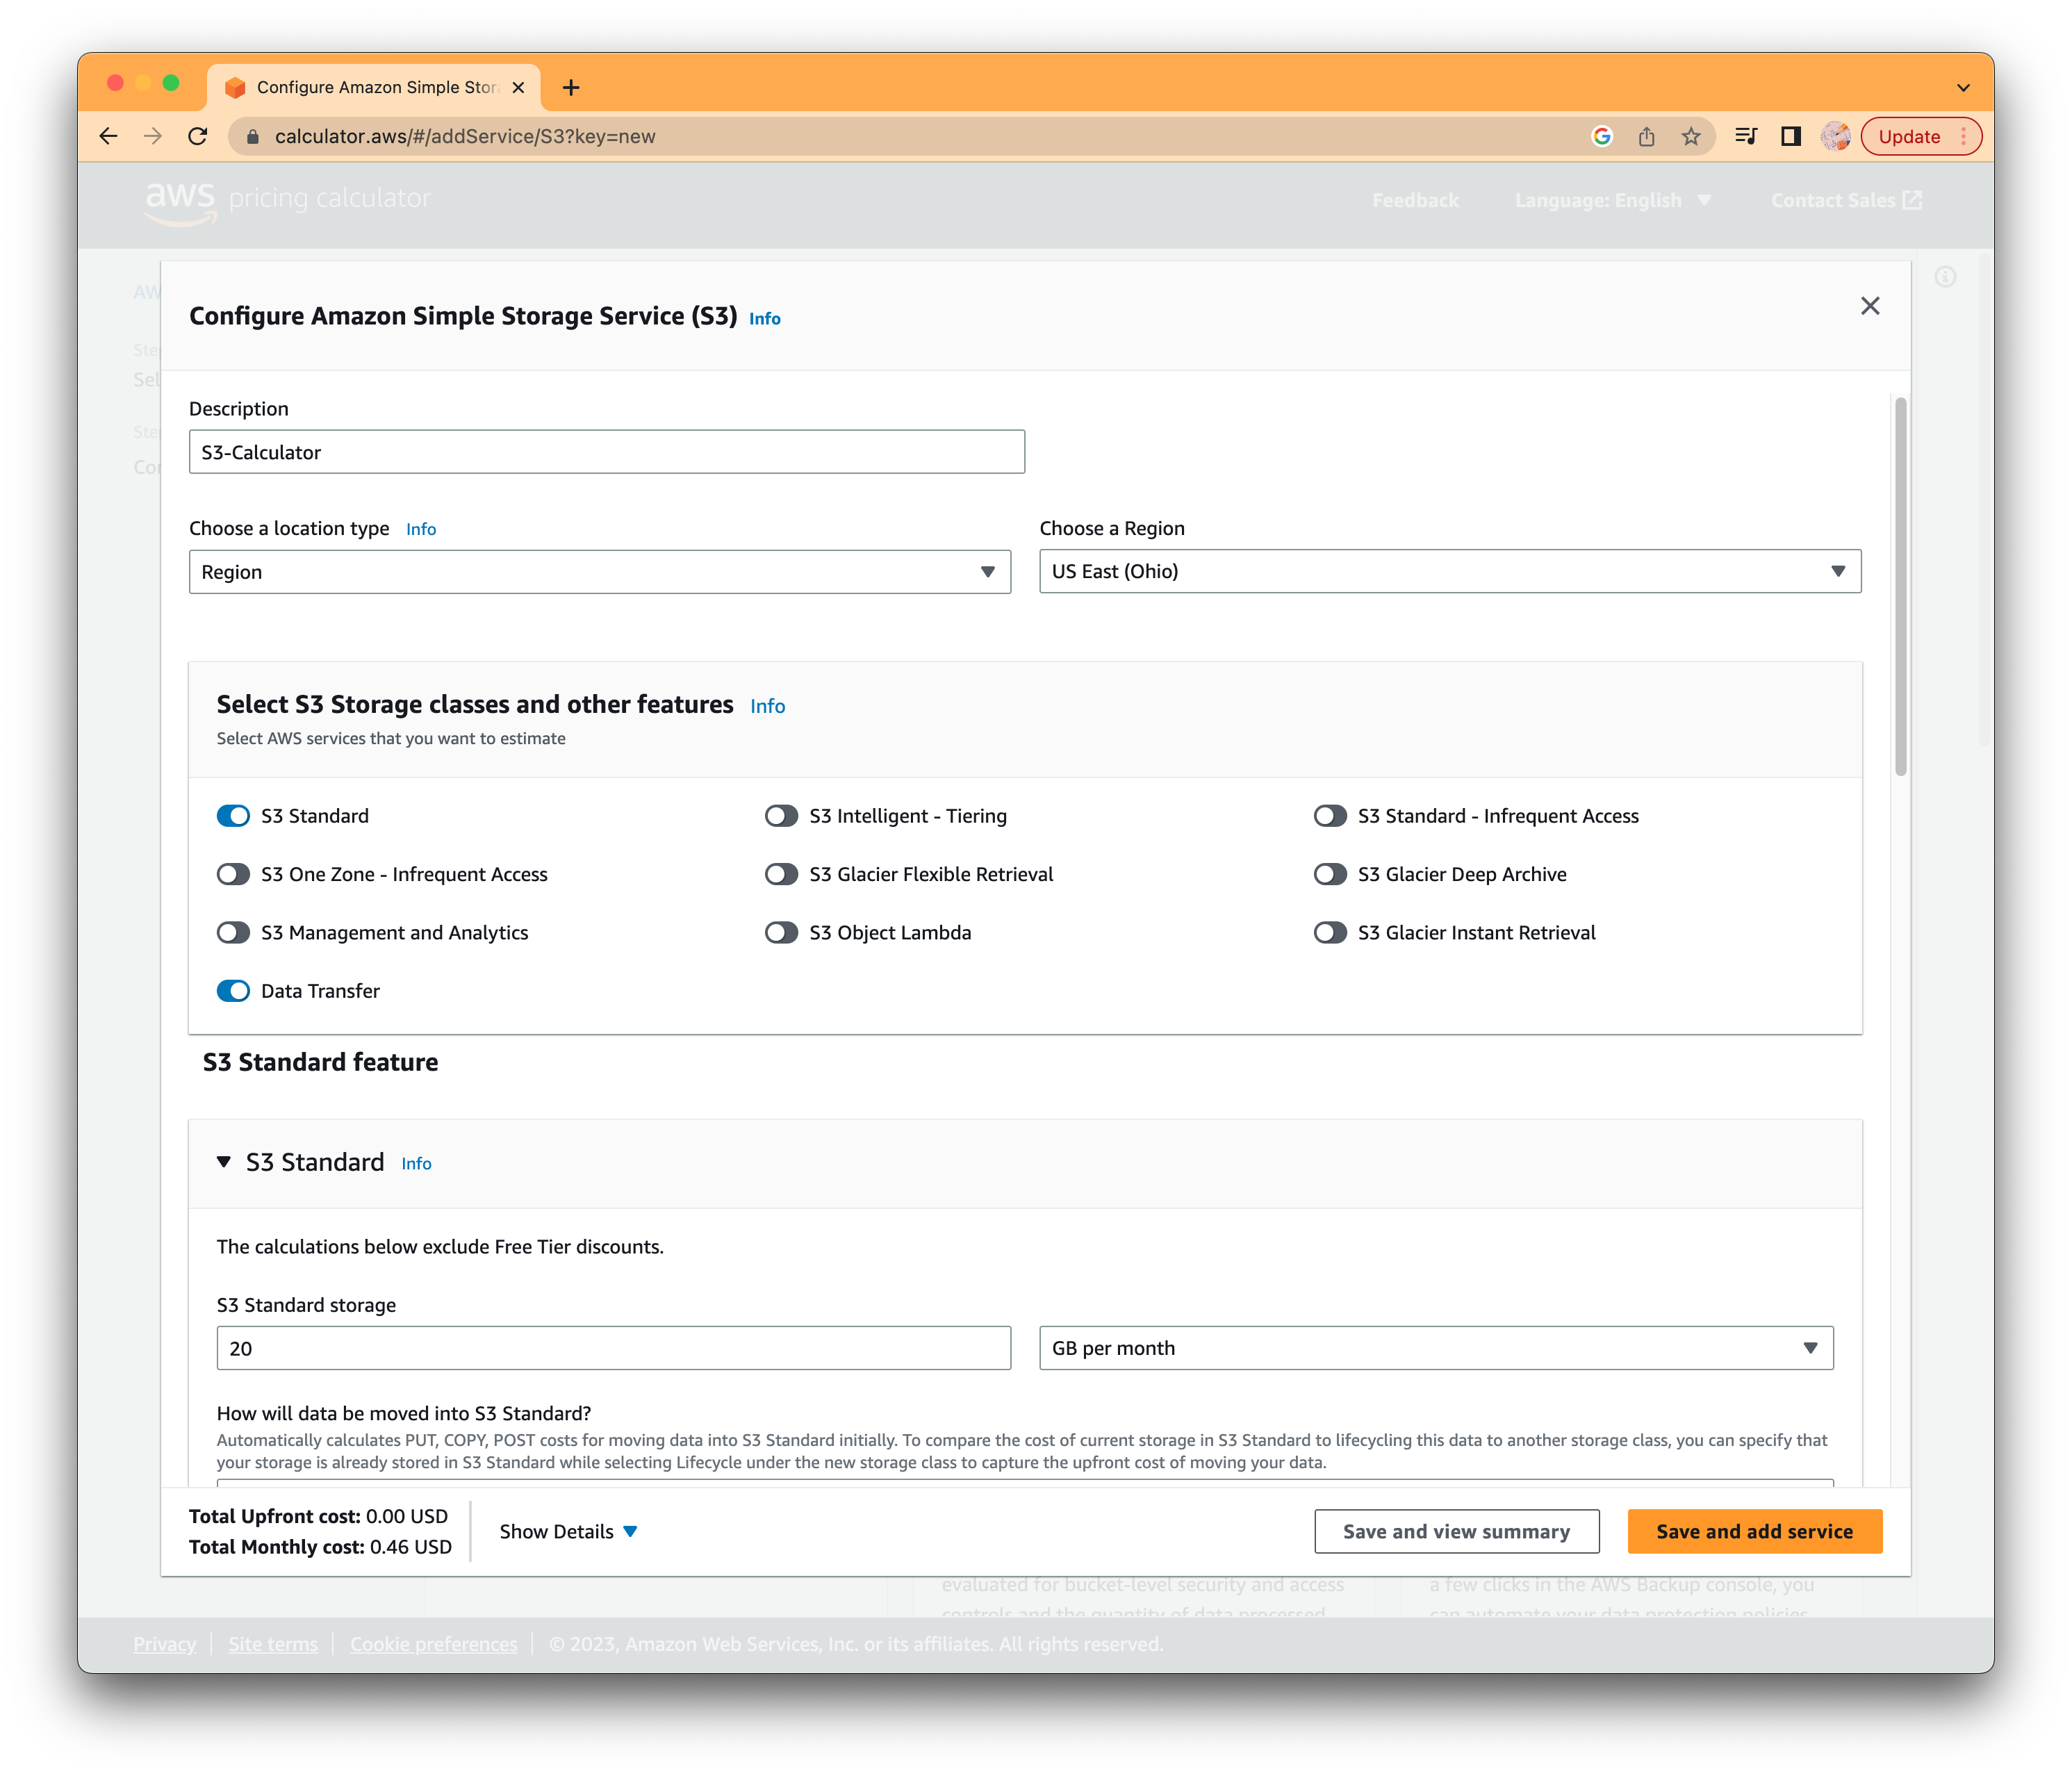 Configure Amazon Simple Stor
calculator.aws/#/addService/S3?key=new
Update
aws pricing calculator
Feedback
Language: English
Contact Sales
Configure Amazon Simple Storage Service (S3) Info
Description
S3-Calculator
Choose a location type Info
Choose a Region
Region
US East (Ohio)
Select S3 Storage classes and other features Info
Select AWS services that you want to estimate
S3 Standard
S3 Intelligent - Tiering
S3 Standard - Infrequent Access
S3 One Zone - Infrequent Access
S3 Glacier Flexible Retrieval
S3 Glacier Deep Archive
S3 Management and Analytics
S3 Object Lambda
S3 Glacier Instant Retrieval
Data Transfer
S3 Standard feature
S3 Standard Info
The calculations below exclude Free Tier discounts.
S3 Standard storage
20
GB per month
How will data be moved into S3 Standard?
Automatically calculates PUT, COPY, POST costs for moving data into S3 Standard initially. To compare the cost of current storage in S3 Standard to lifecycling this data to another storage class, you can specify that
your storage is already stored in S3 Standard while selecting Lifecycle under the new storage class to capture the upfront cost of moving your data.
Total Upfront cost: 0.00 USD
Total Monthly cost: 0.46 USD
Show Details
Save and view summary
Save and add service
evaluated for bucket-level security and access
controls and the quantity of data processed
a few clicks in the AWS Backup console, you
can automate your data protection policies
Privacy
Site terms
Cookie preferences
© 2023, Amazon Web Services, Inc. or its affiliates. All rights reserved.